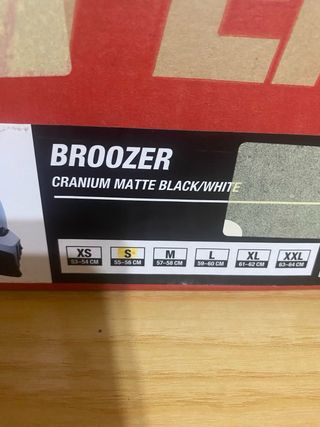 BROOZER
CRANIUM MATTE BLACK/WHITE
XS S M L XL XXL
53-54 CM 55-56 CM 57-58 CM 59-60 CM 61-62 CM 63-64 CM